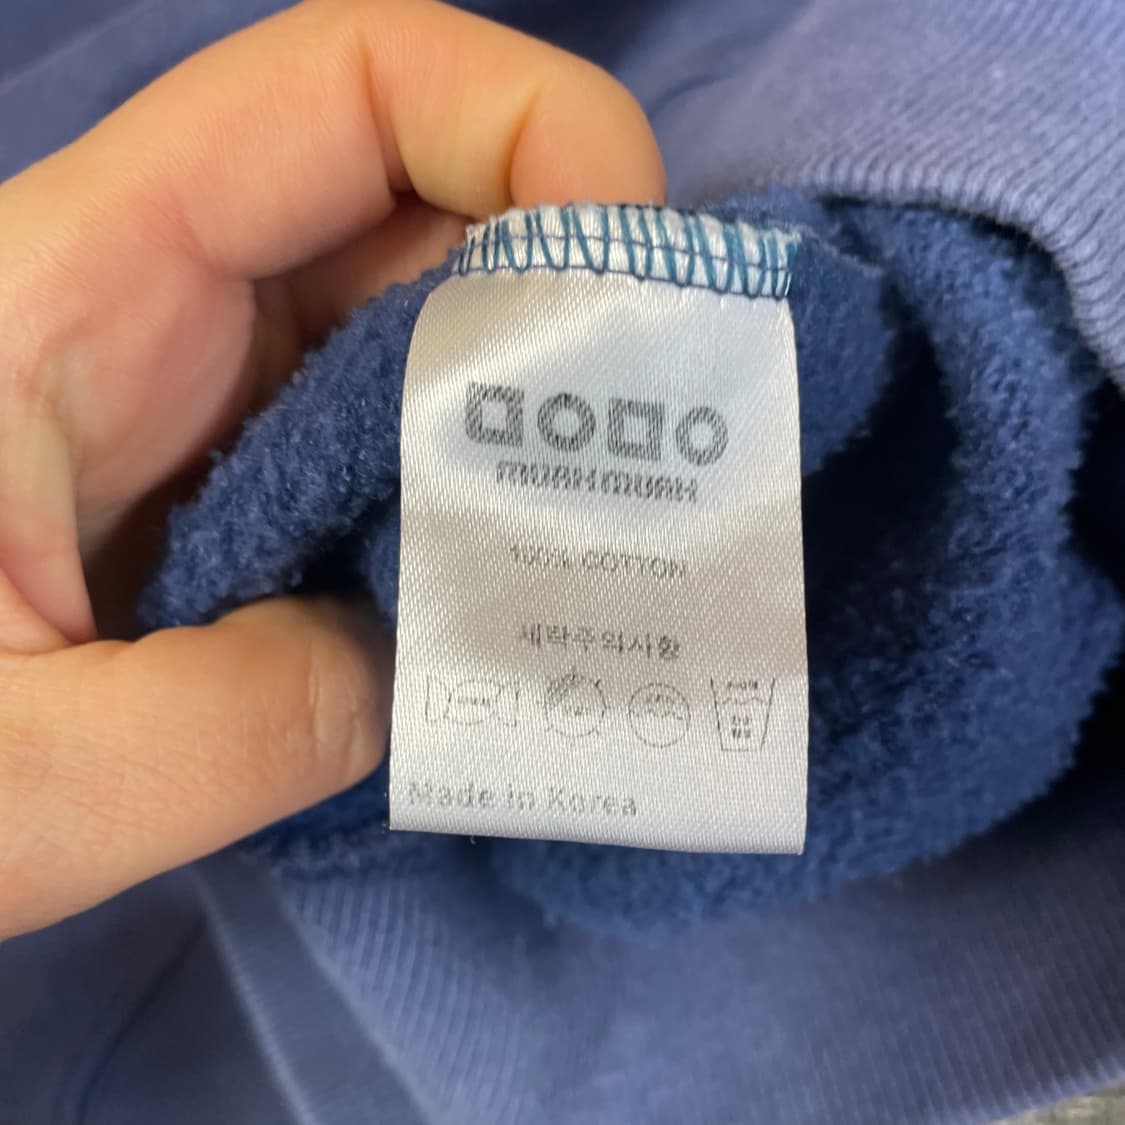 MUAHMUAH
100% COTTON
세탁주의사항
Made in Korea